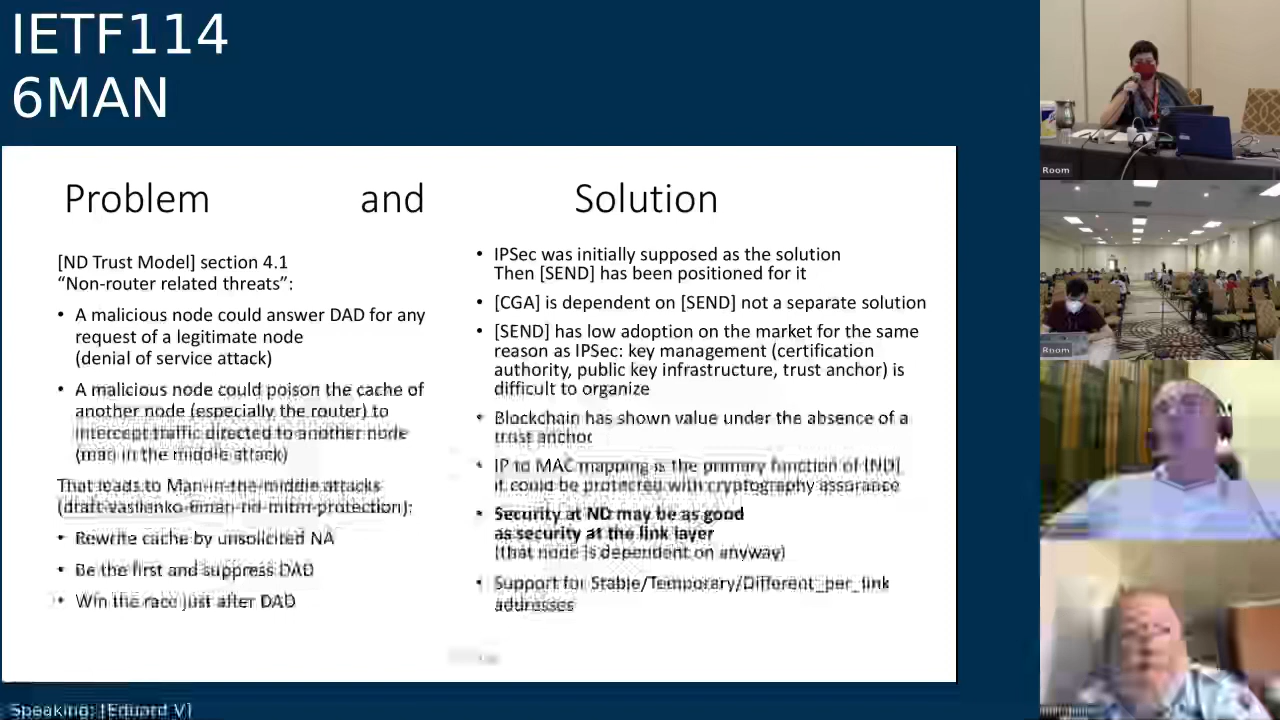 IETF114
6MAN
Problem and Solution
[ND Trust Model] section 4.1
“Non-router related threats”:
• A malicious node could answer DAD for any
request of a legitimate node
(denial of service attack)
• A malicious node could poison the cache of
another node (especially the router) to
intercept traffic directed to another node
(man in the middle attack)
That leads to Man-in-the-middle attacks
(draft-vasilenko-6man-nd-mitm-protection):
• Rewrite cache by unsolicited NA
• Be the first and suppress DAD
• Win the race just after DAD
• IPSec was initially supposed as the solution
Then [SEND] has been positioned for it
• [CGA] is dependent on [SEND] not a separate solution
• [SEND] has low adoption on the market for the same
reason as IPSec: key management (certification
authority, public key infrastructure, trust anchor) is
difficult to organize
• Blockchain has shown value under the absence of a
trust anchor
• IP to MAC mapping is the primary function of [ND],
it could be protected with cryptography assurance
• Security at ND may be as good
as security at the link layer
(that node is dependent on anyway)
• Support for Stable/Temporary/Different_per_link
addresses
Speaking: [Eduard V]
Room
Room